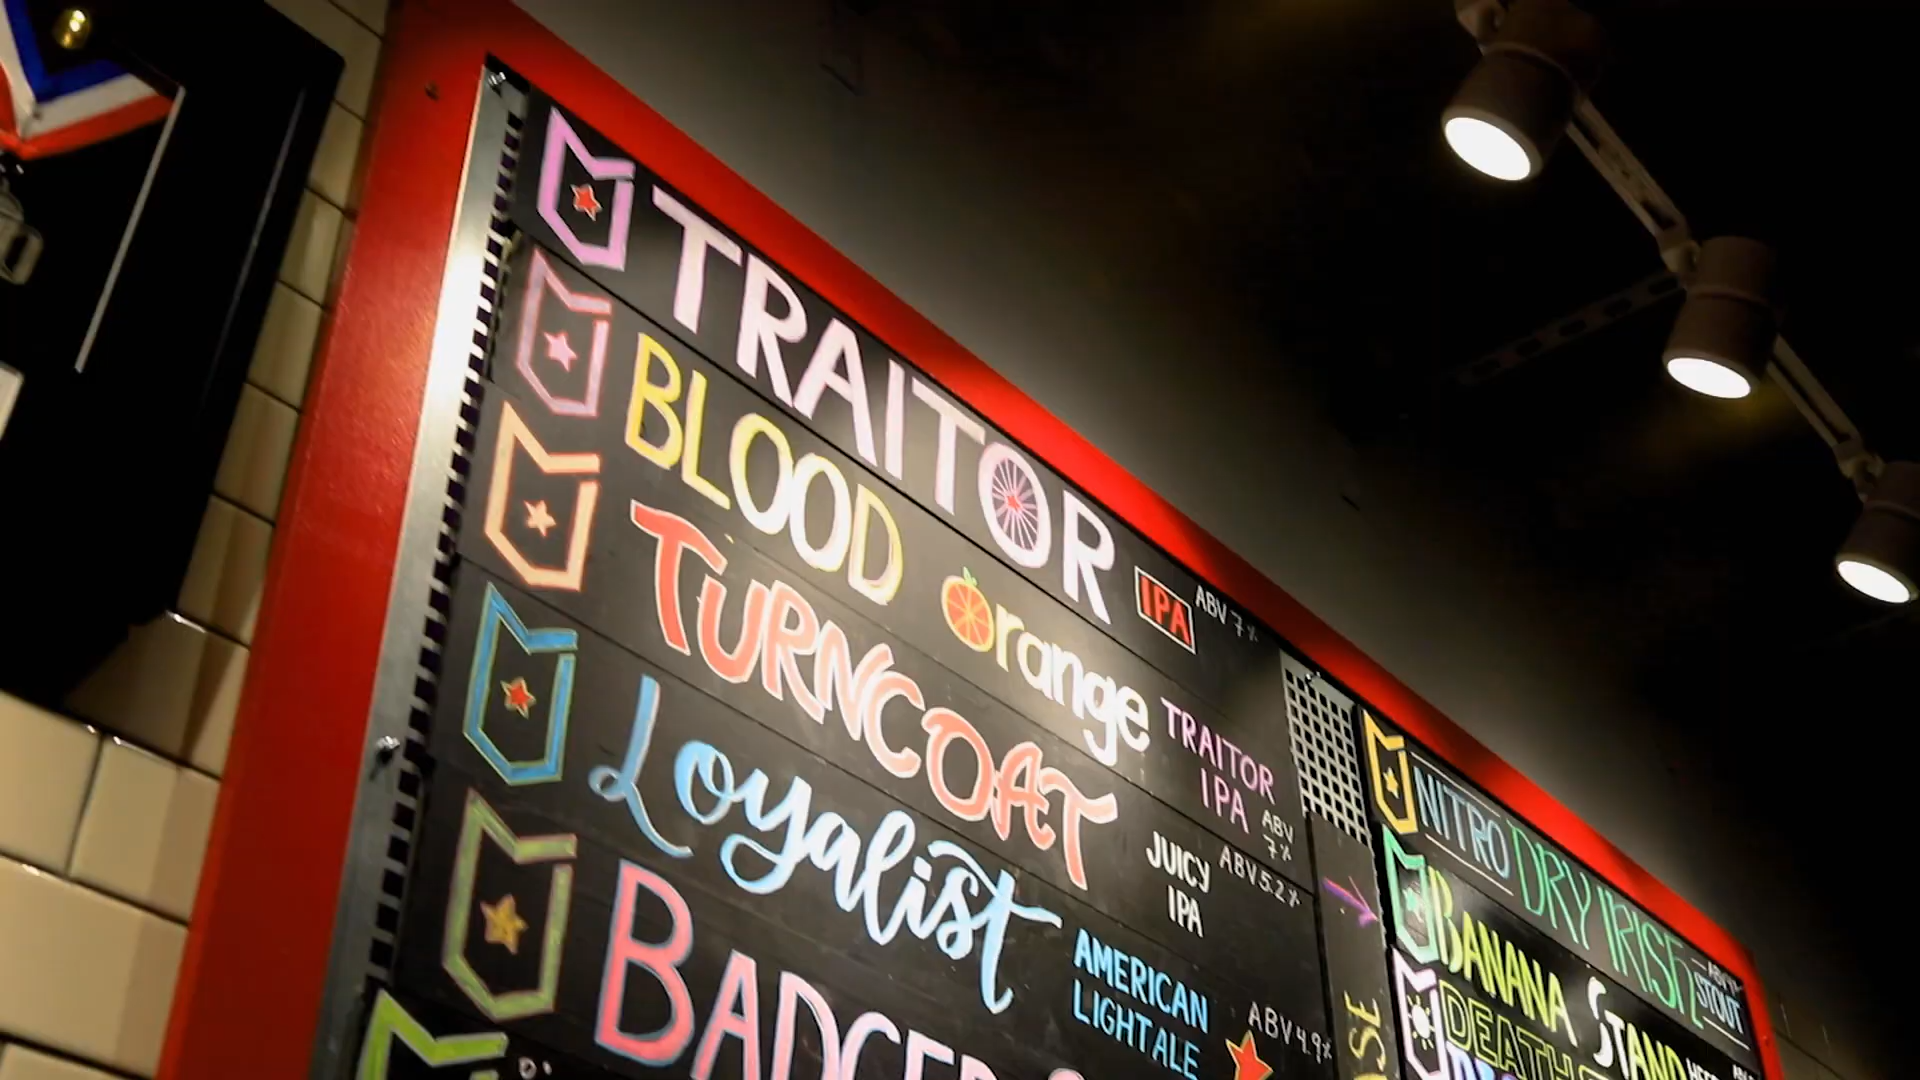 TRAITOR IPA ABV 7%
BLOOD Orange TRAITOR IPA ABV 7%
TURNCOAT JUICY IPA ABV 5.2%
Loyalist AMERICAN LIGHT ALE ABV 4.9%
BADGER
NITRO DRY IRISH STOUT
BANANA STAND
DEATH